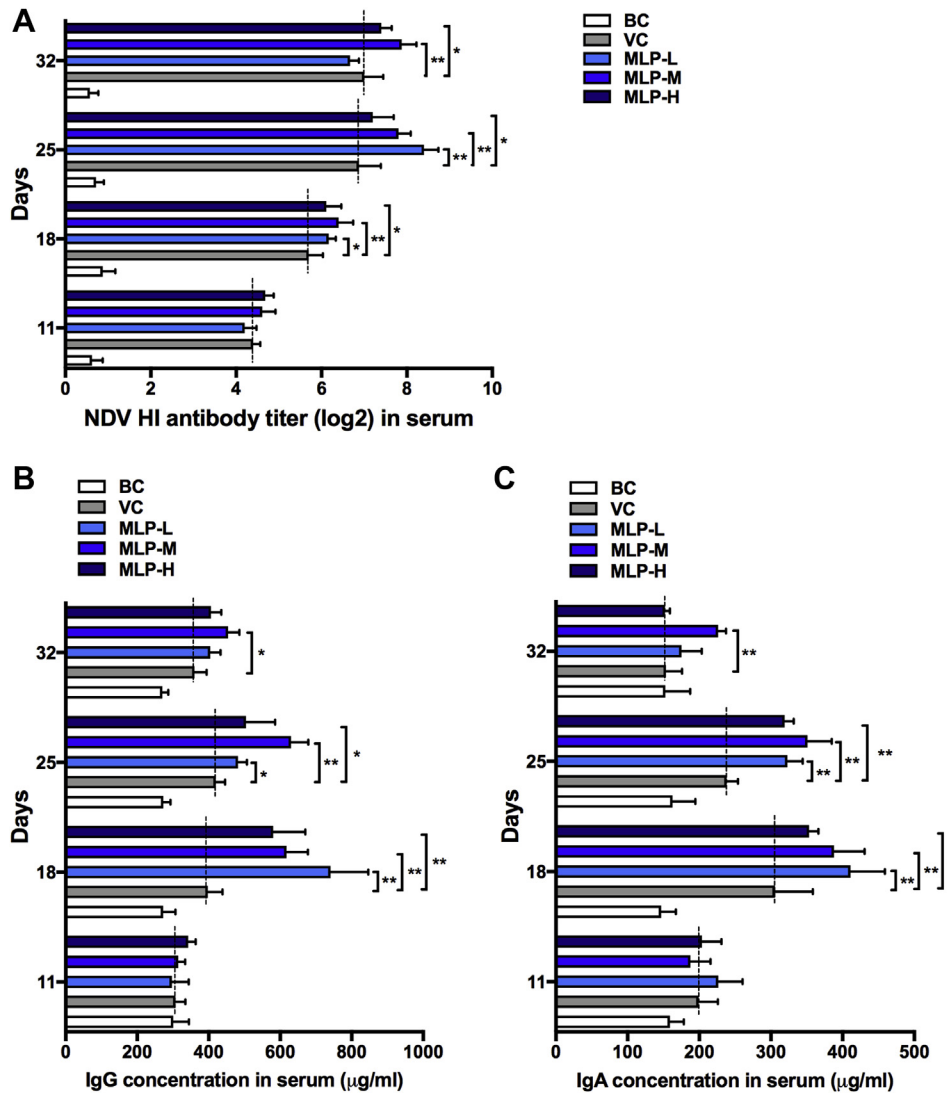 A
BC
VC
MLP-L
MLP-M
MLP-H
Days
32
** *
25
** ** *
18
* ** *
11
0 2 4 6 8 10
NDV HI antibody titer (log2) in serum
B
BC
VC
MLP-L
MLP-M
MLP-H
Days
32
*
25
* ** *
18
** ** **
11
0 200 400 600 800 1000
IgG concentration in serum (µg/ml)
C
BC
VC
MLP-L
MLP-M
MLP-H
Days
32
**
25
** ** **
18
** ** **
11
0 100 200 300 400 500
IgA concentration in serum (µg/ml)